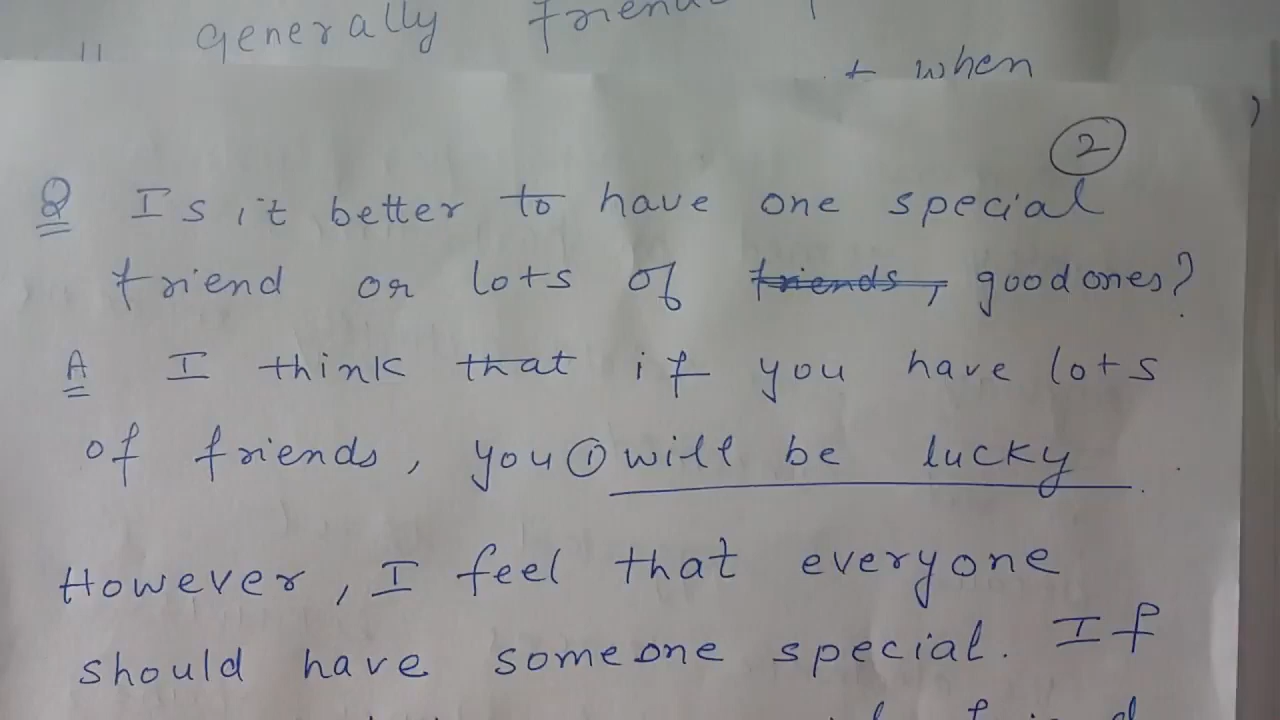 generally friend
+ when
2
Q Is it better to have one special
friend or lots of friends, good ones?
A I think that if you have lots
of friends, you ① will be lucky.
However, I feel that everyone
should have someone special. If